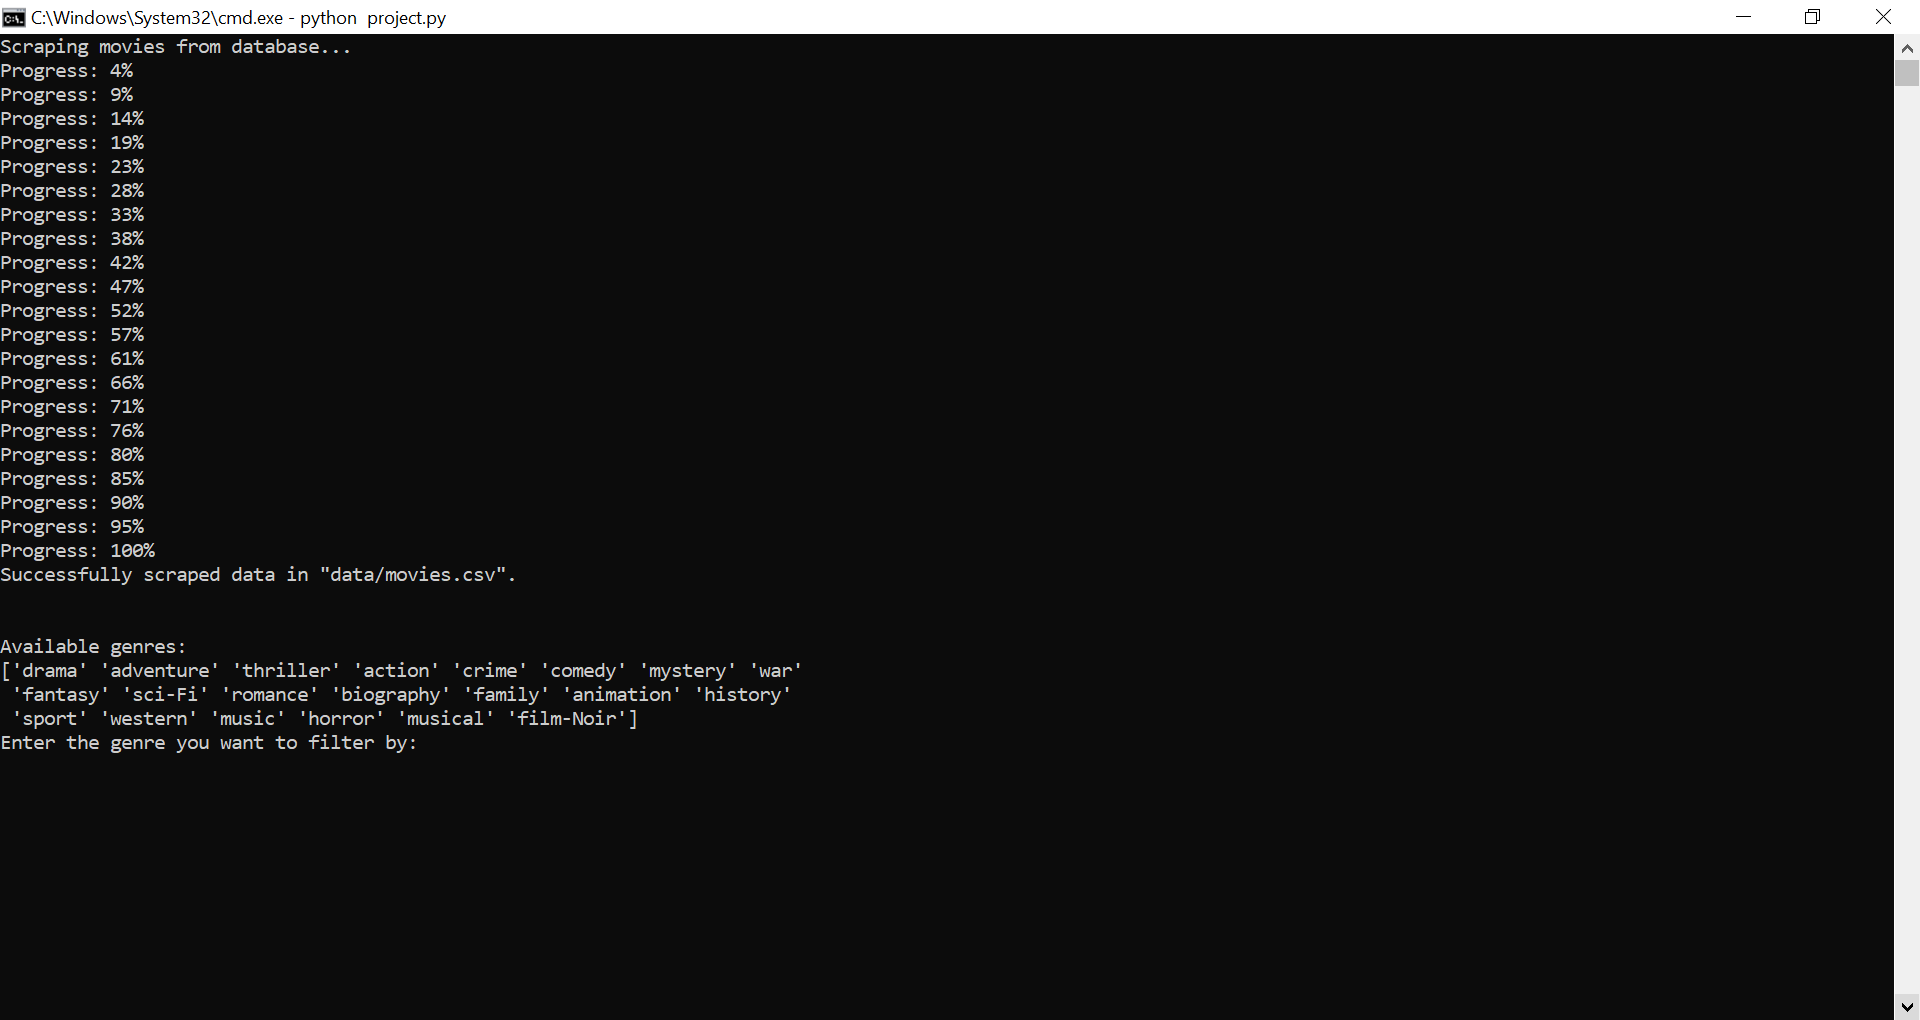 C:\Windows\System32\cmd.exe - python  project.py
Scraping movies from database...
Progress: 4%
Progress: 9%
Progress: 14%
Progress: 19%
Progress: 23%
Progress: 28%
Progress: 33%
Progress: 38%
Progress: 42%
Progress: 47%
Progress: 52%
Progress: 57%
Progress: 61%
Progress: 66%
Progress: 71%
Progress: 76%
Progress: 80%
Progress: 85%
Progress: 90%
Progress: 95%
Progress: 100%
Successfully scraped data in "data/movies.csv".
Available genres:
['drama' 'adventure' 'thriller' 'action' 'crime' 'comedy' 'mystery' 'war'
 'fantasy' 'sci-Fi' 'romance' 'biography' 'family' 'animation' 'history'
 'sport' 'western' 'music' 'horror' 'musical' 'film-Noir']
Enter the genre you want to filter by: